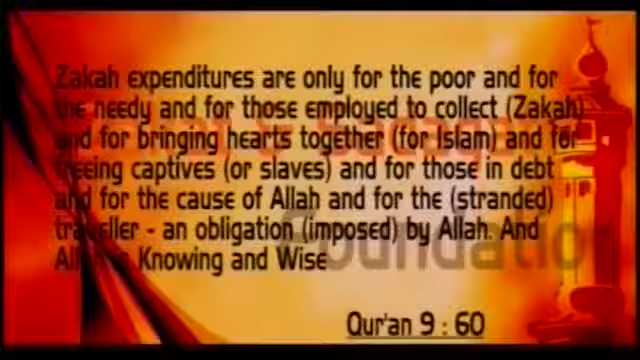 Zakah expenditures are only for the poor and for
the needy and for those employed to collect (Zakah)
and for bringing hearts together (for Islam) and for
freeing captives (or slaves) and for those in debt
and for the cause of Allah and for the (stranded)
traveller - an obligation (imposed) by Allah. And
Allah is Knowing and Wise
Foundation
Qur'an 9 : 60